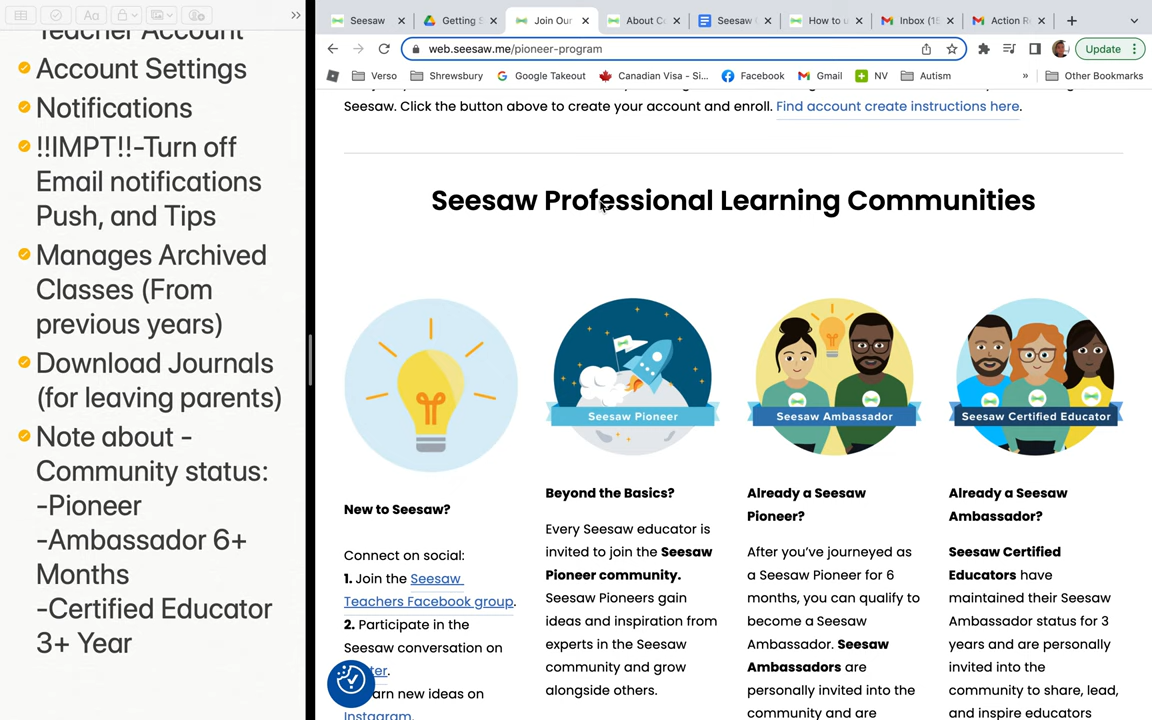 Teacher Account
Account Settings
Notifications
!!IMPT!!-Turn off
Email notifications
Push, and Tips
Manages Archived
Classes (From
previous years)
Download Journals
(for leaving parents)
Note about -
Community status:
-Pioneer
-Ambassador 6+
Months
-Certified Educator
3+ Year
Seesaw
Getting S
Join Our
About Co
Seesaw
How to u
Inbox (15
Action Re
web.seesaw.me/pioneer-program
Update
Verso
Shrewsbury
Google Takeout
Canadian Visa - Si...
Facebook
Gmail
NV
Autism
Other Bookmarks
Seesaw. Click the button above to create your account and enroll. Find account create instructions here.
Seesaw Professional Learning Communities
Seesaw Pioneer
Seesaw Ambassador
Seesaw Certified Educator
New to Seesaw?
Connect on social:
1. Join the Seesaw
Teachers Facebook group.
2. Participate in the
Seesaw conversation on
ter.
arn new ideas on
Instagram.
Beyond the Basics?
Every Seesaw educator is
invited to join the Seesaw
Pioneer community.
Seesaw Pioneers gain
ideas and inspiration from
experts in the Seesaw
community and grow
alongside others.
Already a Seesaw
Pioneer?
After you've journeyed as
a Seesaw Pioneer for 6
months, you can qualify to
become a Seesaw
Ambassador. Seesaw
Ambassadors are
personally invited into the
community and are
Already a Seesaw
Ambassador?
Seesaw Certified
Educators have
maintained their Seesaw
Ambassador status for 3
years and are personally
invited into the
community to share, lead,
and inspire educators